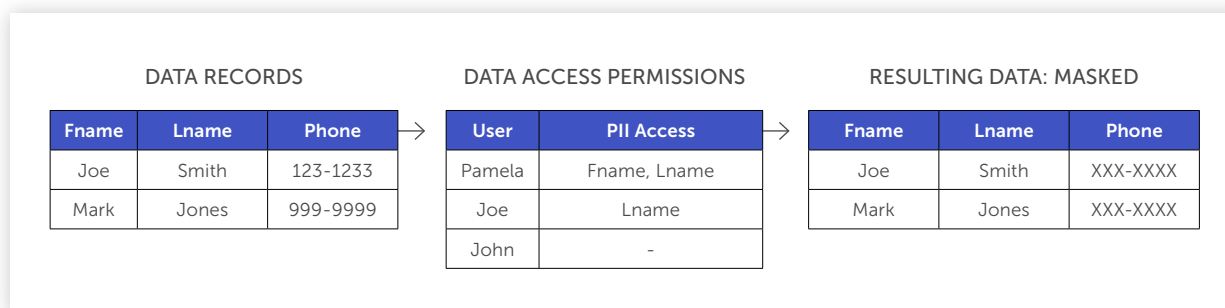 DATA RECORDS
Fname Lname Phone
Joe Smith 123-1233
Mark Jones 999-9999
DATA ACCESS PERMISSIONS
User PII Access
Pamela Fname, Lname
Joe Lname
John -
RESULTING DATA: MASKED
Fname Lname Phone
Joe Smith XXX-XXXX
Mark Jones XXX-XXXX